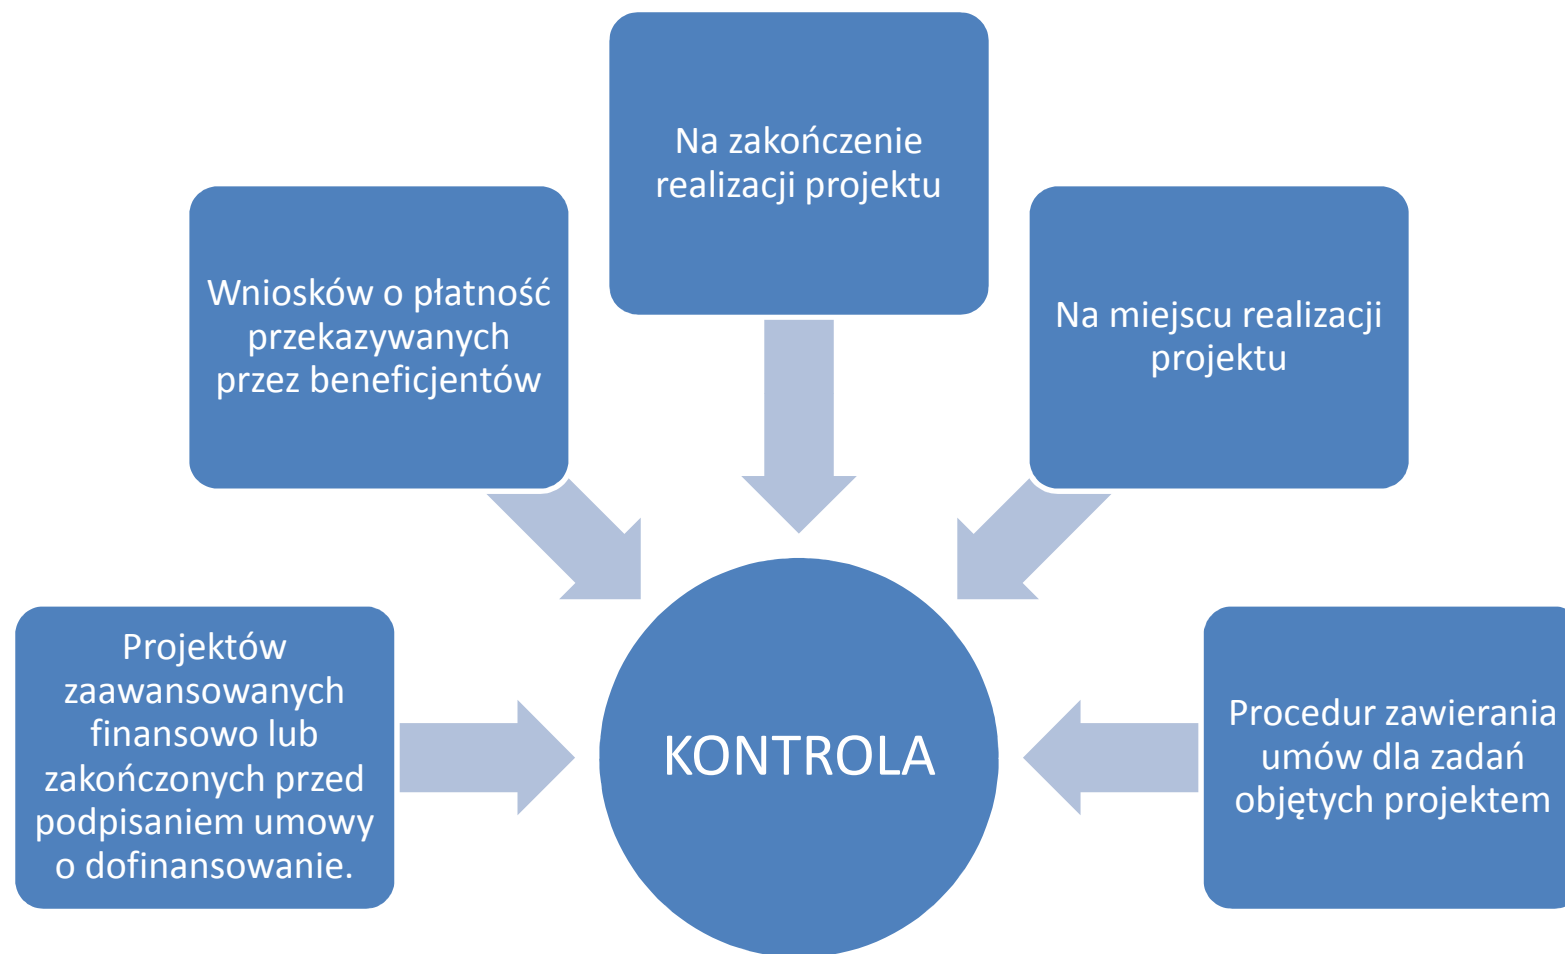 Na zakończenie
realizacji projektu
Wniosków o płatność
przekazywanych
przez beneficjentów
Na miejscu realizacji
projektu
Projektów
zaawansowanych
finansowo lub
zakończonych przed
podpisaniem umowy
o dofinansowanie.
KONTROLA
Procedur zawierania
umów dla zadań
objętych projektem